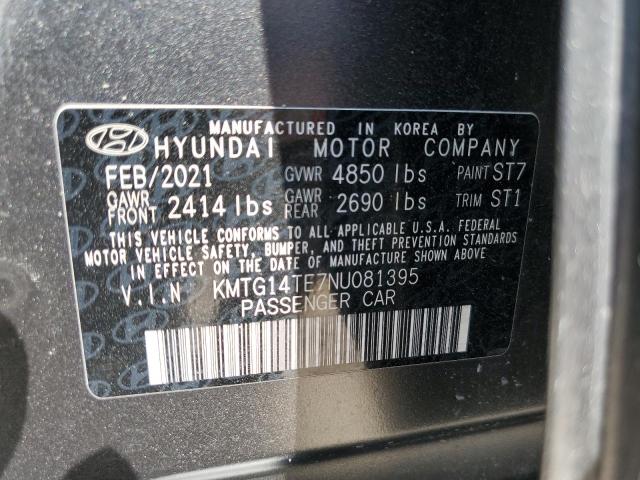 MANUFACTURED IN KOREA BY
HYUNDAI MOTOR COMPANY
FEB/2021 GVWR 4850 lbs PAINT ST7
GAWR FRONT 2414 lbs GAWR REAR 2690 lbs TRIM ST1
THIS VEHICLE CONFORMS TO ALL APPLICABLE U.S.A. FEDERAL
MOTOR VEHICLE SAFETY, BUMPER, AND THEFT PREVENTION STANDARDS
IN EFFECT ON THE DATE OF MANUFACTURE SHOWN ABOVE
V.I.N KMTG14TE7NU081395
PASSENGER CAR